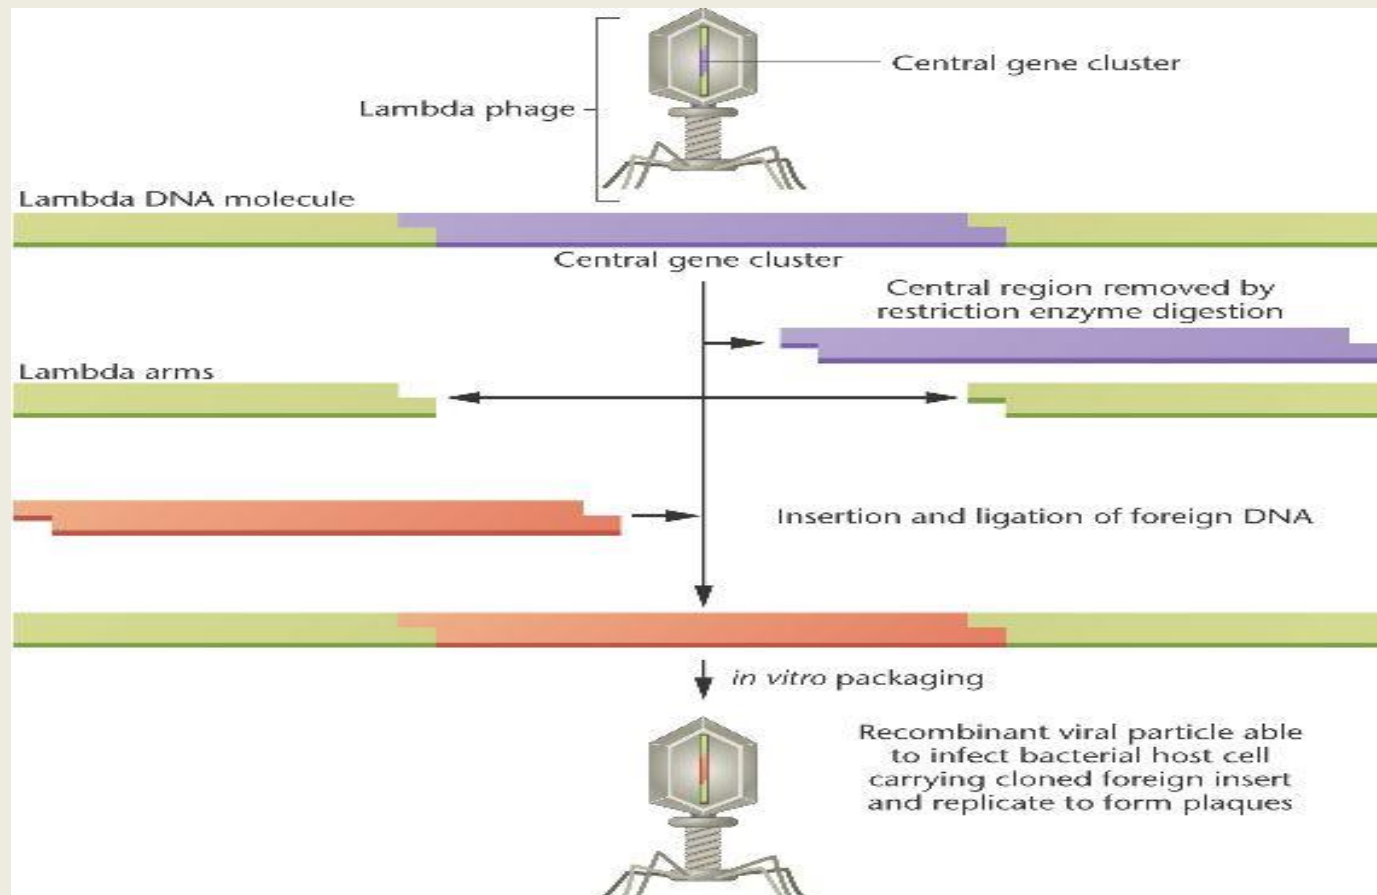 Central gene cluster
Lambda phage
Lambda DNA molecule
Central gene cluster
Central region removed by
restriction enzyme digestion
Lambda arms
Insertion and ligation of foreign DNA
in vitro packaging
Recombinant viral particle able
to infect bacterial host cell
carrying cloned foreign insert
and replicate to form plaques